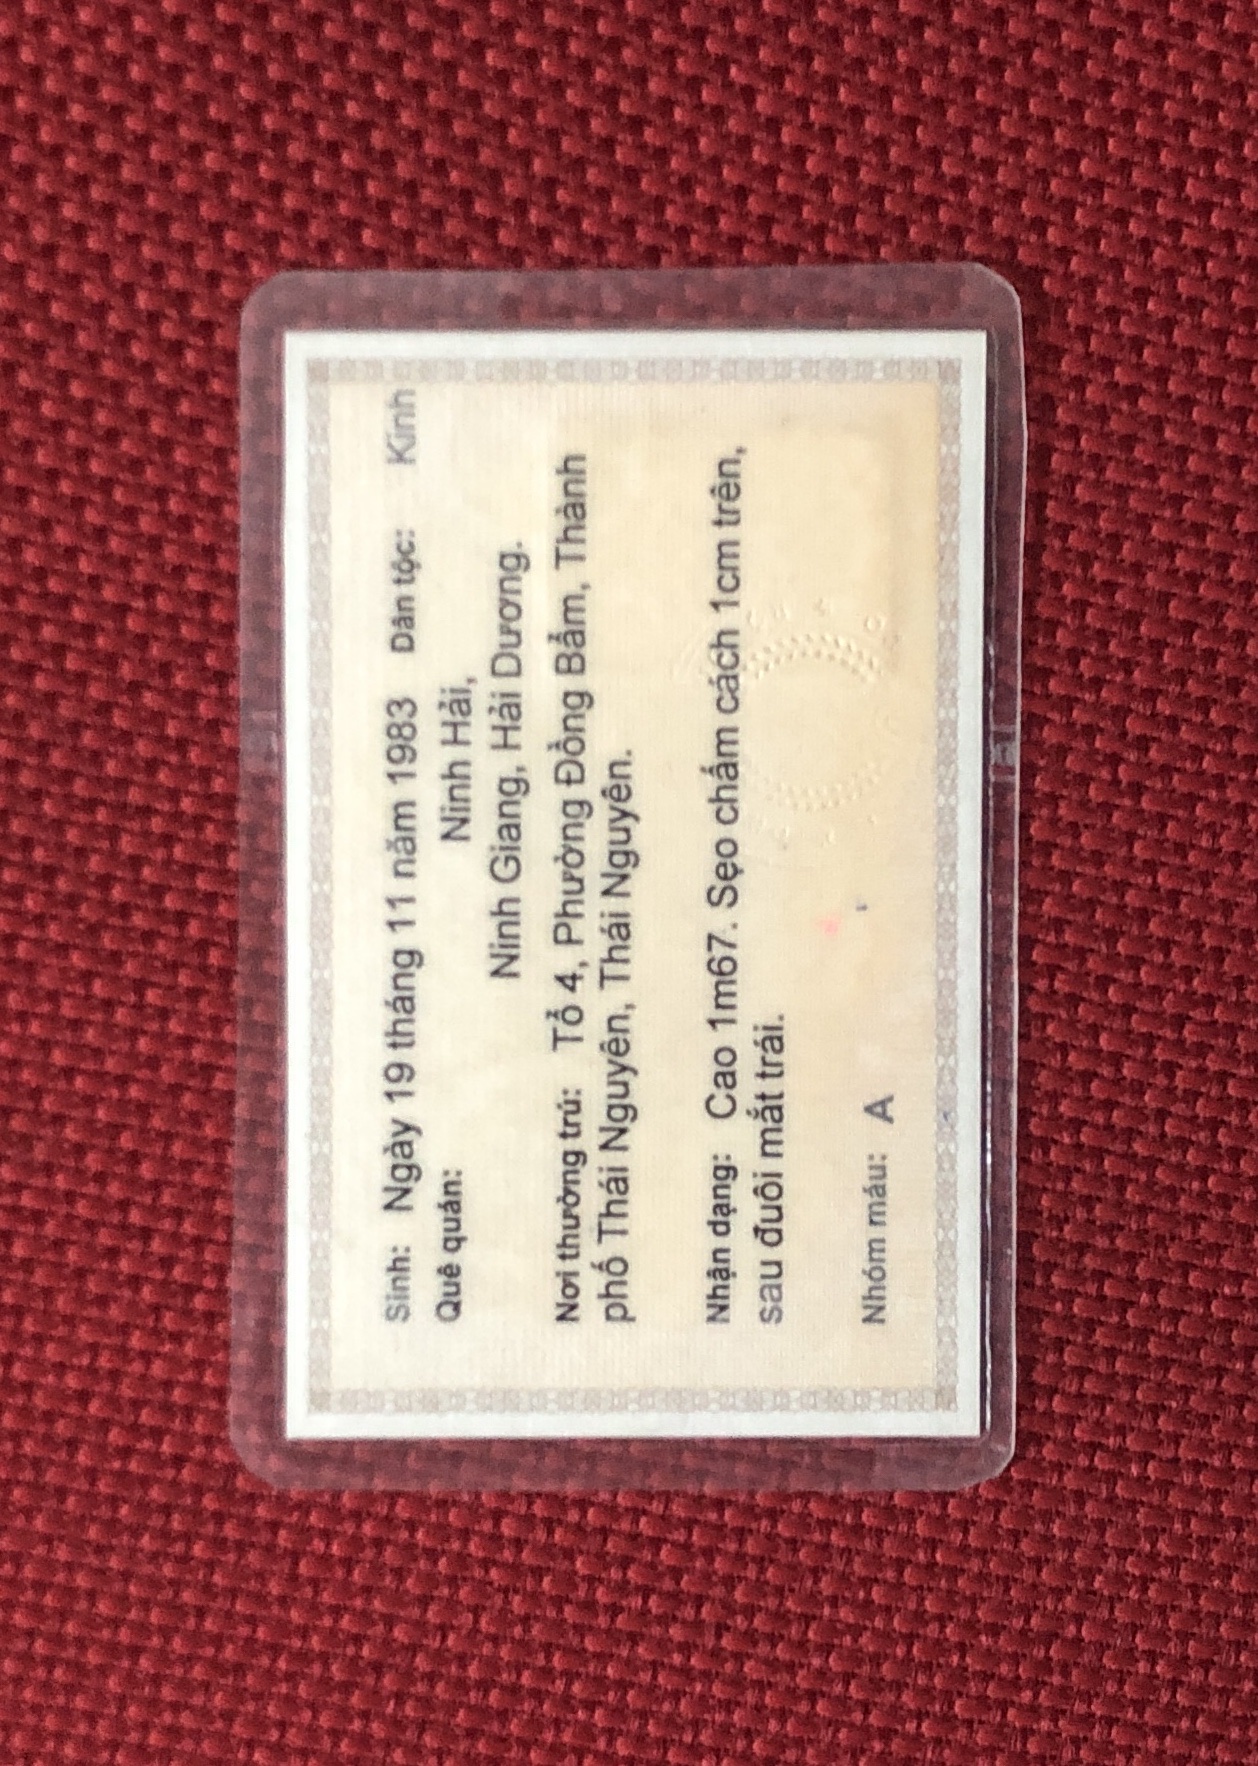 Sinh: Ngày 19 tháng 11 năm 1983 Dân tộc: Kinh
Quê quán: Ninh Hải,
Ninh Giang, Hải Dương.
Nơi thường trú: Tổ 4, Phường Đồng Bẩm, Thành
phố Thái Nguyên, Thái Nguyên.
Nhận dạng: Cao 1m67. Sẹo chấm cách 1cm trên,
sau đuôi mắt trái.
Nhóm máu: A